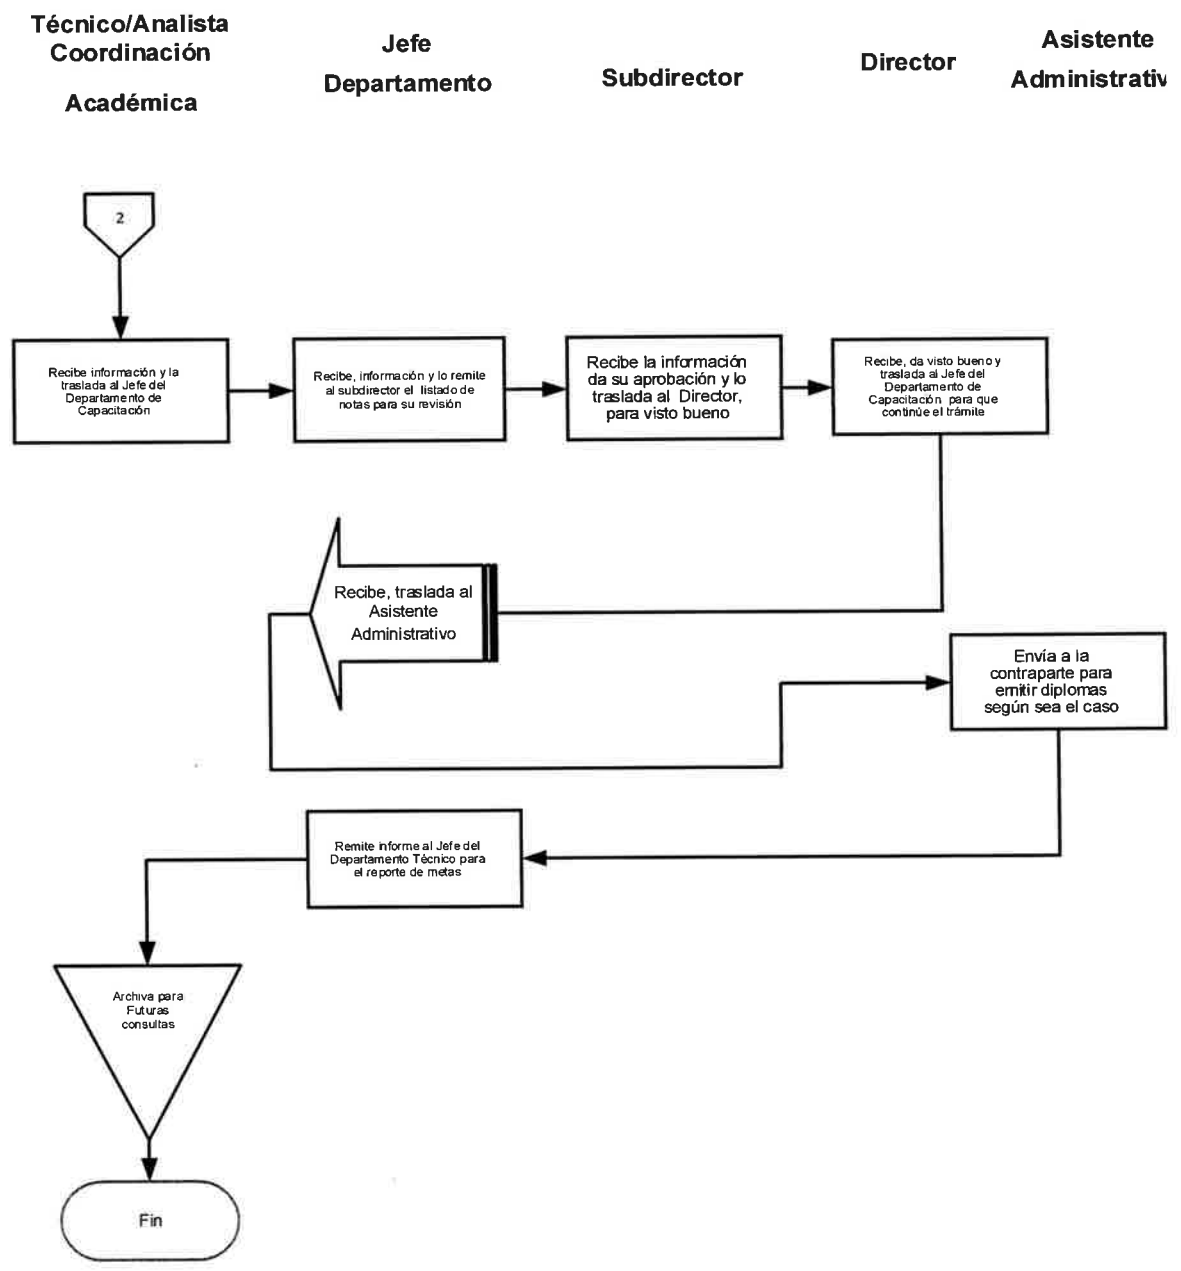 Técnico/Analista
Coordinación
Académica
Jefe
Departamento
Subdirector
Director
Asistente
Administrativ
2
Recibe información y la
traslada al Jefe del
Departamento de
Capacitación
Recibe, información y lo remite
al subdirector el listado de
notas para su revisión
Recibe la información
da su aprobación y lo
traslada al Director,
para visto bueno
Recibe, da visto bueno y
traslada al Jefe del
Departamento de
Capacitación para que
continúe el trámite
Recibe, traslada al
Asistente
Administrativo
Envía a la
contraparte para
emitir diplomas
según sea el caso
Remite informe al Jefe del
Departamento Técnico para
el reporte de metas
Archiva para
Futuras
consultas
Fin